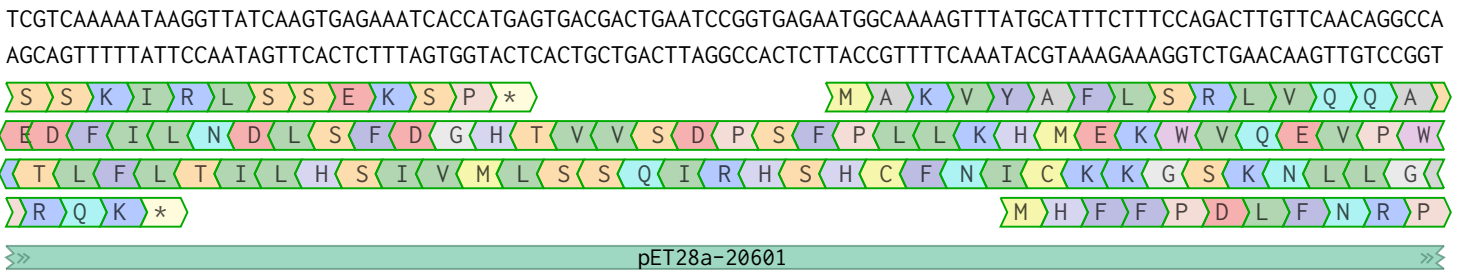 TCGTCAAAAATAAGGTTATCAAGTGAGAAATCACCATGAGTGACGACTGAATCCGGTGAGAATGGCAAAAGTTTATGCATTTCTTTCCAGACTTGTTCAACAGGCCA
AGCAGTTTTTATTCCAATAGTTCACTCTTTAGTGGTACTCACTGCTGACTTAGGCCACTCTTACCGTTTTCAAATACGTAAAGAAAGGTCTGAACAAGTTGTCCGGT
S S K I R L S S E K S P * M A K V Y A F L S R L V Q Q A
E D F I L N D L S F D G H T V V S D P S F P L L K H M E K W V Q E V P W
T L F L T I L H S I V M L S S Q I R H S H C F N I C K K G S K N L L G
R Q K * M H F F P D L F N R P
pET28a-20601